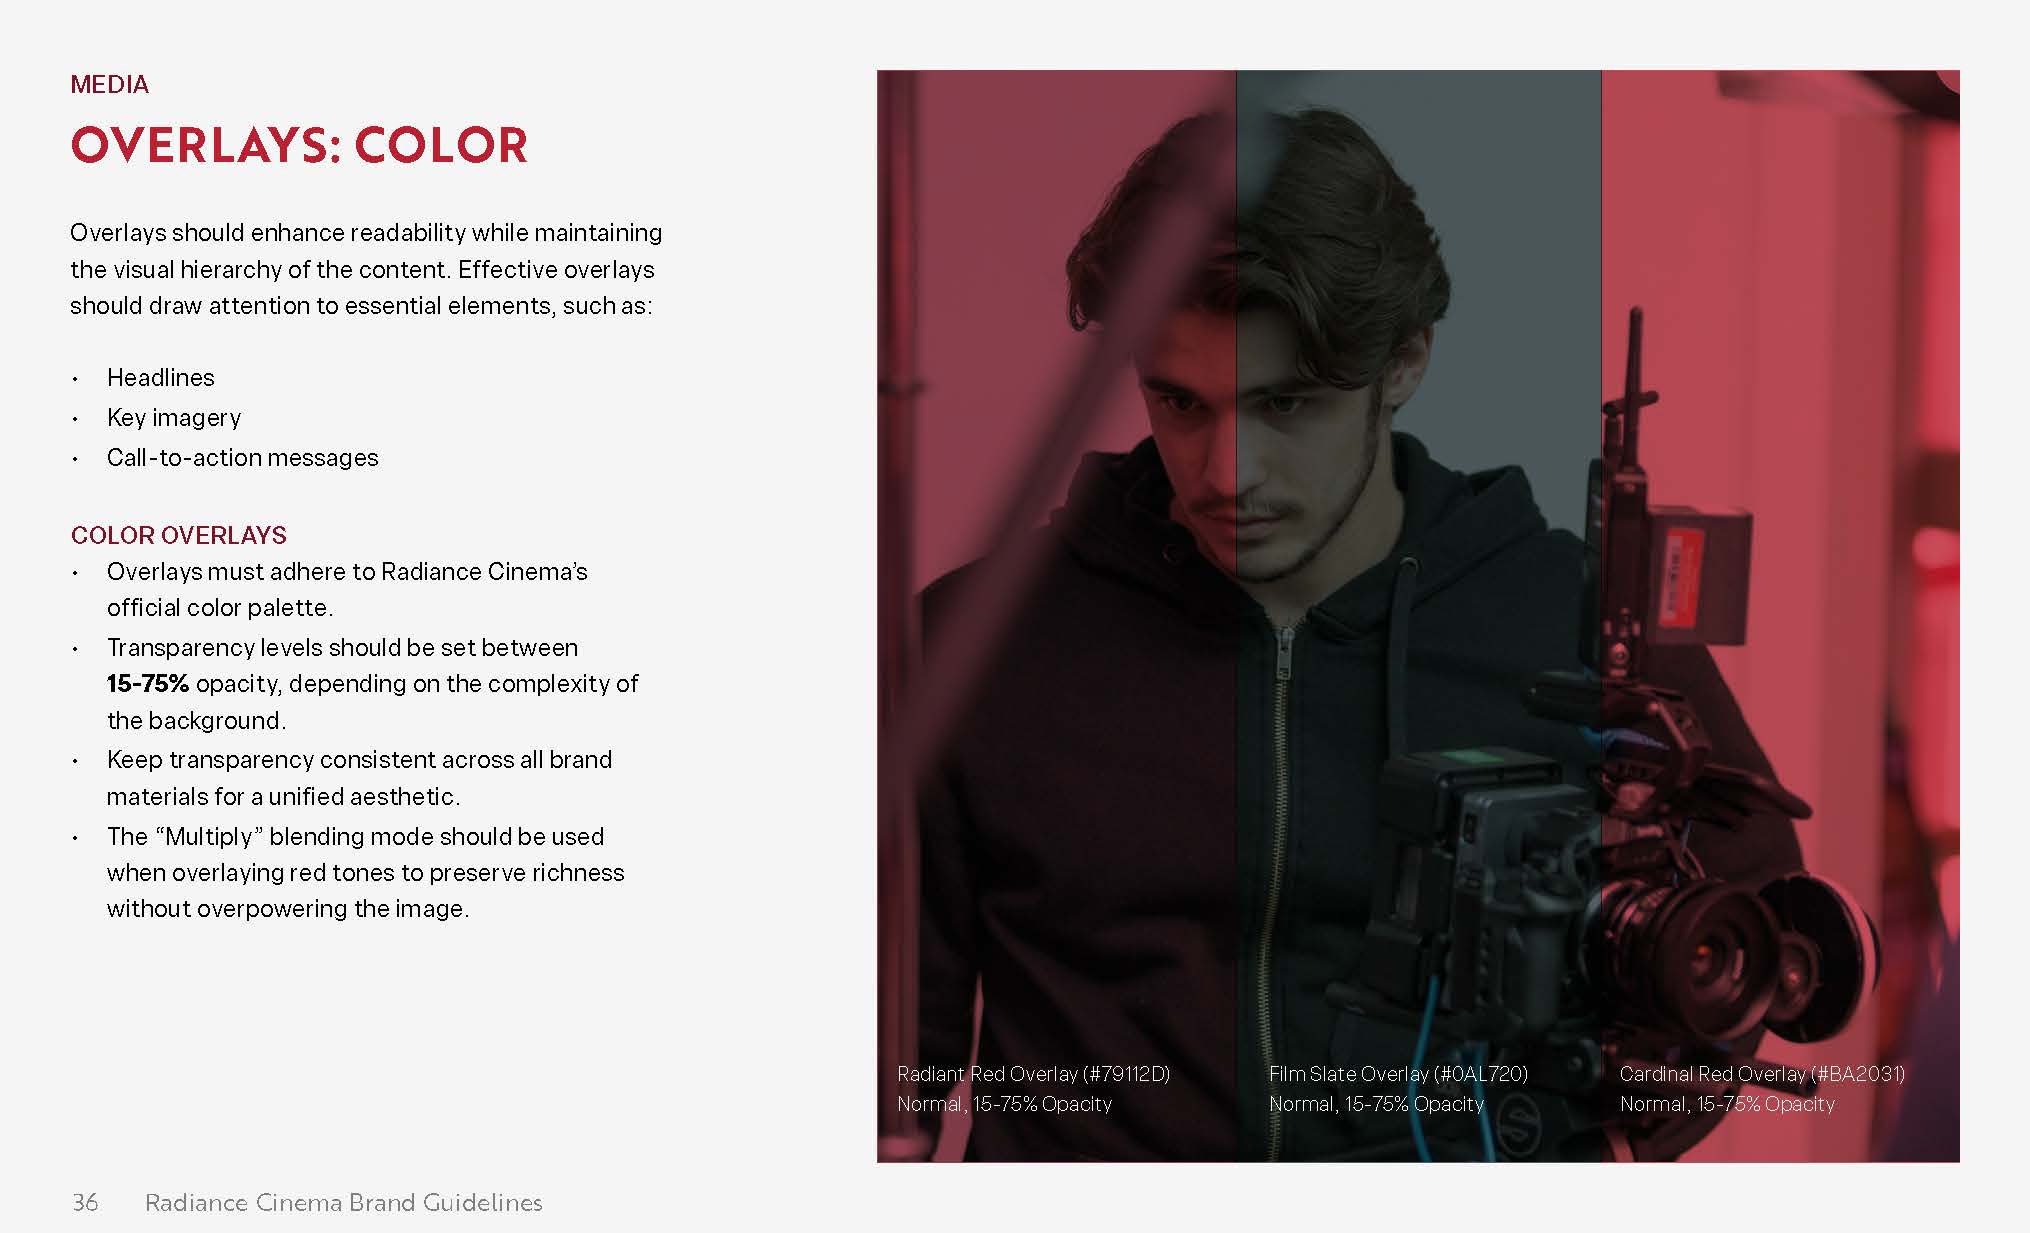 MEDIA
OVERLAYS: COLOR
Overlays should enhance readability while maintaining
the visual hierarchy of the content. Effective overlays
should draw attention to essential elements, such as:
• Headlines
• Key imagery
• Call-to-action messages
COLOR OVERLAYS
• Overlays must adhere to Radiance Cinema’s
official color palette.
• Transparency levels should be set between
15-75% opacity, depending on the complexity of
the background.
• Keep transparency consistent across all brand
materials for a unified aesthetic.
• The “Multiply” blending mode should be used
when overlaying red tones to preserve richness
without overpowering the image.
Radiant Red Overlay (#79112D)
Normal, 15-75% Opacity
Film Slate Overlay (#0AL720)
Normal, 15-75% Opacity
Cardinal Red Overlay (#BA2031)
Normal, 15-75% Opacity
36 Radiance Cinema Brand Guidelines